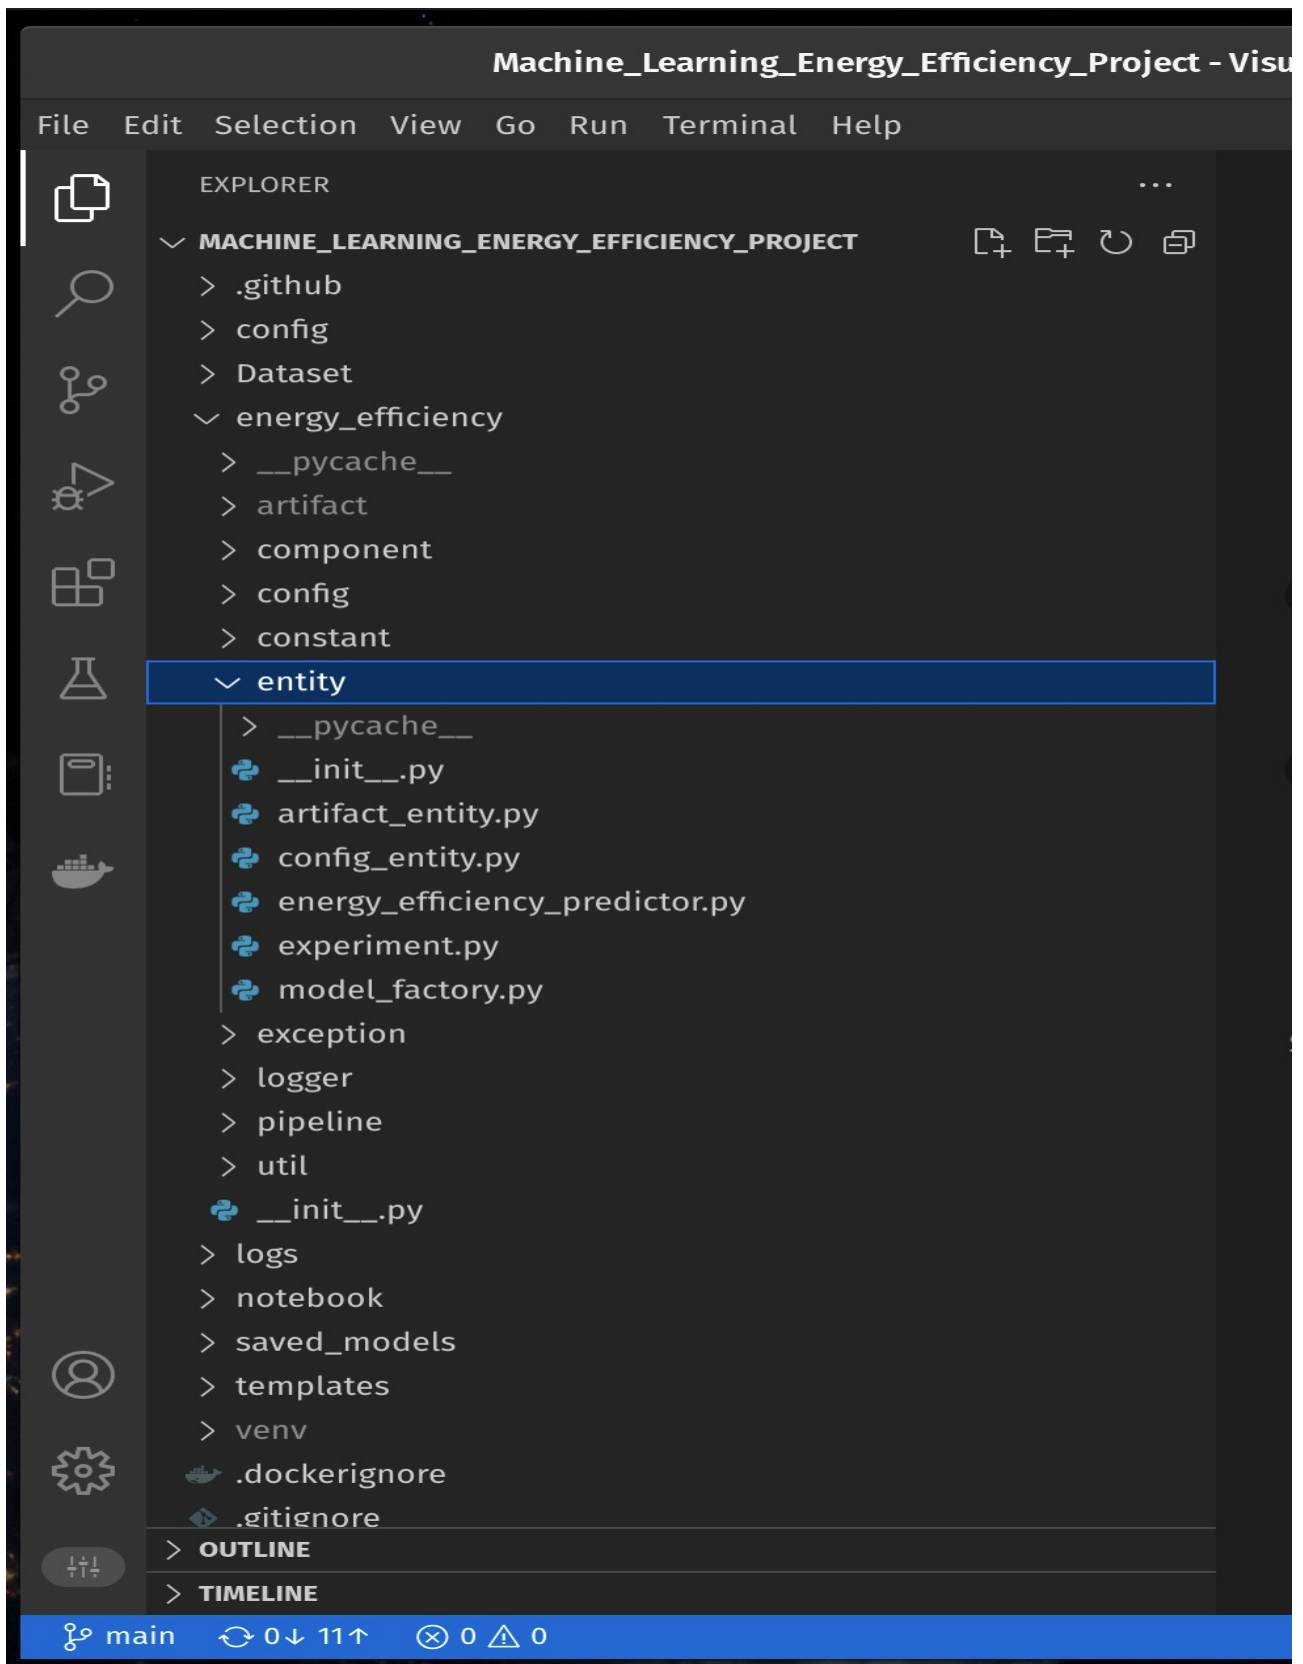 Machine_Learning_Energy_Efficiency_Project - Visu
File Edit Selection View Go Run Terminal Help
EXPLORER
MACHINE_LEARNING_ENERGY_EFFICIENCY_PROJECT
.github
config
Dataset
energy_efficiency
__pycache__
artifact
component
config
constant
entity
__pycache__
__init__.py
artifact_entity.py
config_entity.py
energy_efficiency_predictor.py
experiment.py
model_factory.py
exception
logger
pipeline
util
__init__.py
logs
notebook
saved_models
templates
venv
.dockerignore
.gitignore
OUTLINE
TIMELINE
main 0↓ 11↑ 0 0